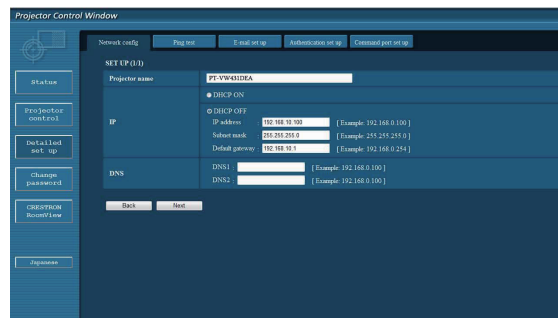 Projector Control Window
Network config
Ping test
E mail set up
Authentication set up
Command port set up
SET UP (1/1)
Projector name
PT-VW431DEA
DHCP ON
IP
DHCP OFF
IP address : 192.168.10.100 [ Example: 192.168.0.100 ]
Subnet mask : 255.255.255.0 [ Example: 255.255.255.0 ]
Default gateway : 192.168.10.1 [ Example: 192.168.0.254 ]
DNS
DNS1 : [ Example: 192.168.0.100 ]
DNS2 : [ Example: 192.168.0.100 ]
Back
Next
Status
Projector
control
Detailed
set up
Change
password
CRESTRON
RoomView
Japanese